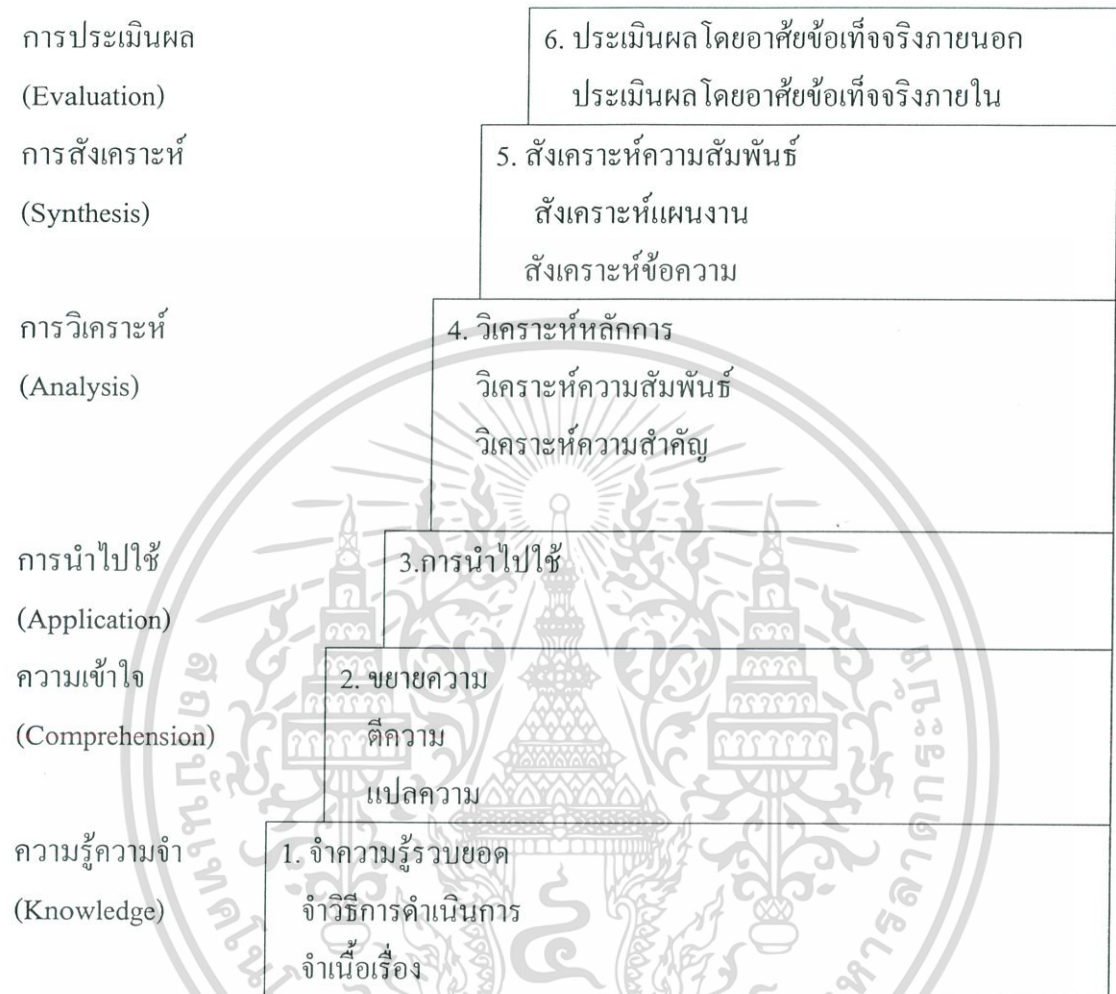 การประเมินผล 6. ประเมินผลโดยอาศัยข้อเท็จจริงภายนอก
(Evaluation) ประเมินผลโดยอาศัยข้อเท็จจริงภายใน
การสังเคราะห์ 5. สังเคราะห์ความสัมพันธ์
(Synthesis) สังเคราะห์แผนงาน
สังเคราะห์ข้อความ
การวิเคราะห์ 4. วิเคราะห์หลักการ
(Analysis) วิเคราะห์ความสัมพันธ์
วิเคราะห์ความสำคัญ
การนำไปใช้ 3.การนำไปใช้
(Application)
ความเข้าใจ 2. ขยายความ
(Comprehension) ตีความ
แปลความ
ความรู้ความจำ 1. จำความรู้รวบยอด
(Knowledge) จำวิธีการดำเนินการ
จำเนื้อเรื่อง